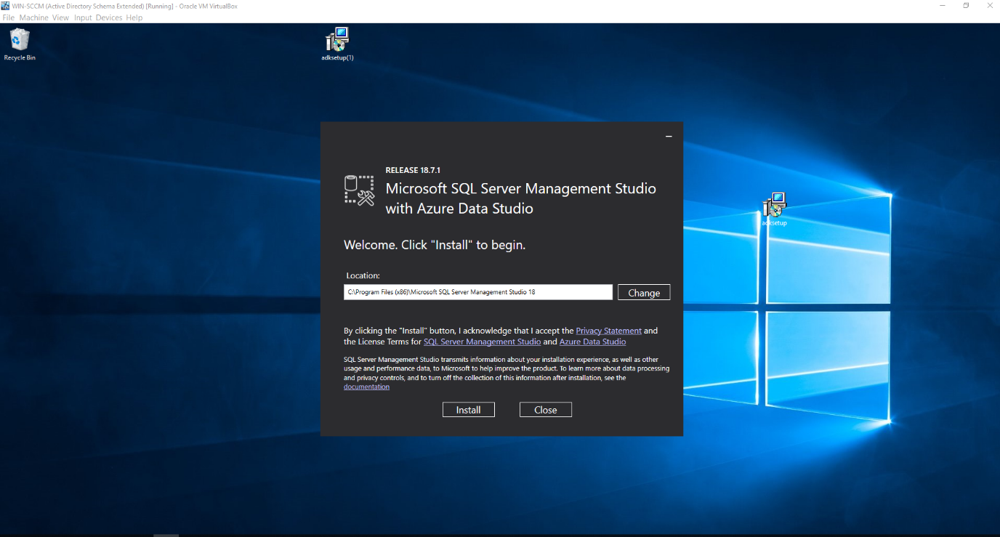 WIN-SCCM (Active Directory Schema Extended) [Running] - Oracle VM VirtualBox
File Machine View Input Devices Help
Recycle Bin
adksetup(1)
RELEASE 18.7.1
Microsoft SQL Server Management Studio
with Azure Data Studio
adksetup
Welcome. Click "Install" to begin.
Location:
C:\Program Files (x86)\Microsoft SQL Server Management Studio 18
Change
By clicking the "Install" button, I acknowledge that I accept the Privacy Statement and
the License Terms for SQL Server Management Studio and Azure Data Studio
SQL Server Management Studio transmits information about your installation experience, as well as other
usage and performance data, to Microsoft to help improve the product. To learn more about data processing
and privacy controls, and to turn off the collection of this information after installation, see the
documentation
Install
Close